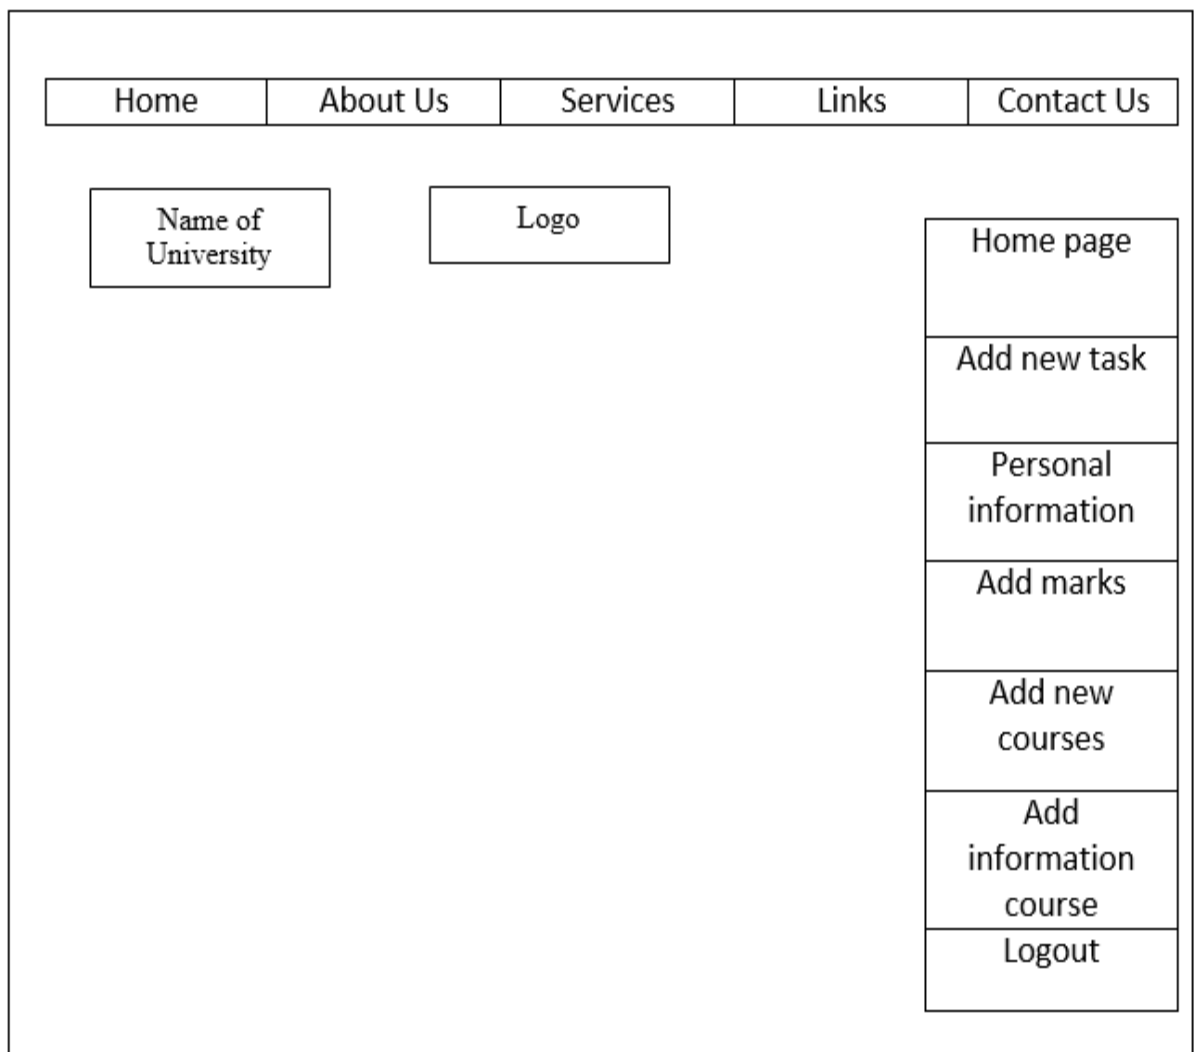 Home
About Us
Services
Links
Contact Us
Name of
University
Logo
Home page
Add new task
Personal
information
Add marks
Add new
courses
Add
information
course
Logout